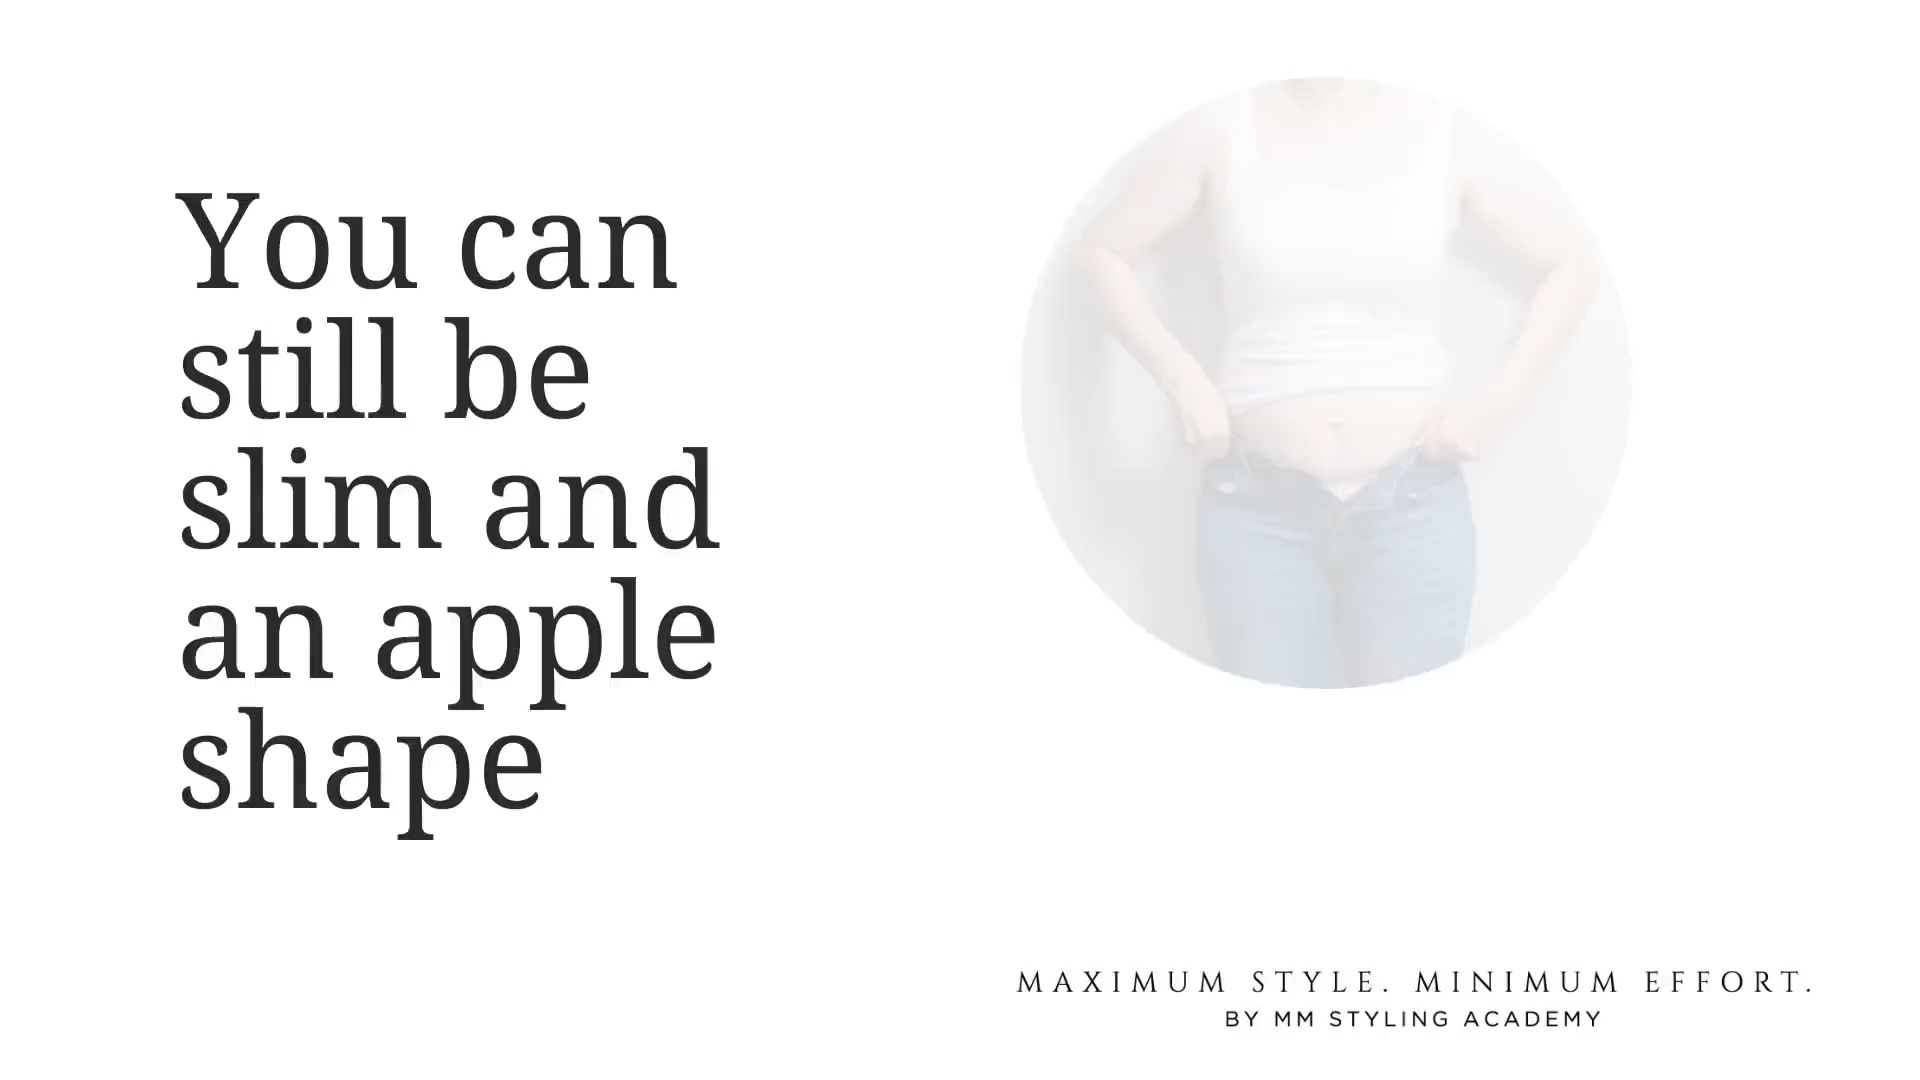 You can
still be
slim and
an apple
shape
MAXIMUM STYLE. MINIMUM EFFORT.
BY MM STYLING ACADEMY